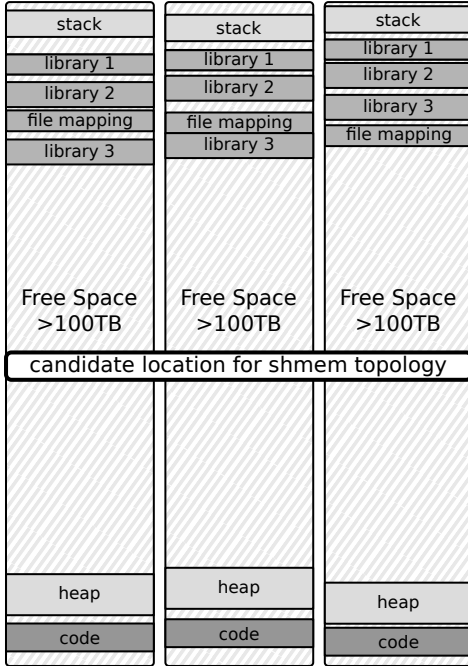 stack
library 1
library 2
file mapping
library 3
Free Space
>100TB
heap
code
stack
library 1
library 2
file mapping
library 3
Free Space
>100TB
heap
code
stack
library 1
library 2
library 3
file mapping
Free Space
>100TB
heap
code
candidate location for shmem topology